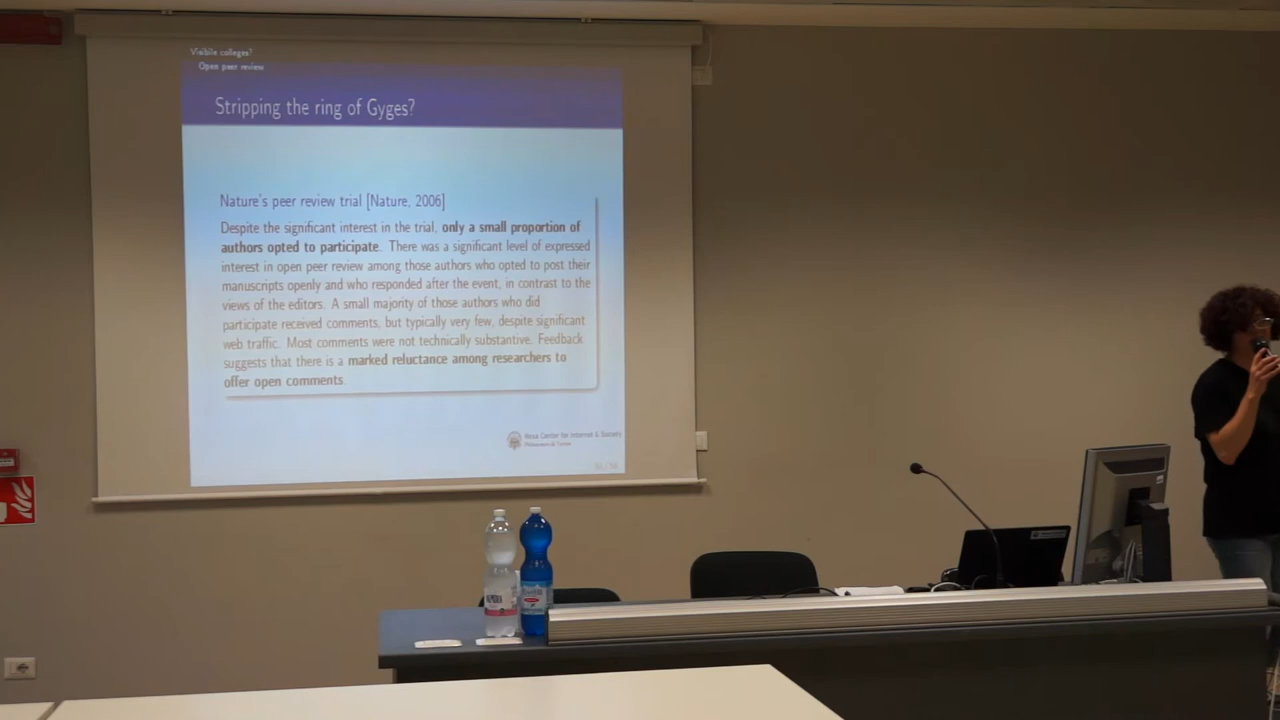 Visibile colleges?
Open peer review
Stripping the ring of Gyges?
Nature's peer review trial [Nature, 2006]
Despite the significant interest in the trial, only a small proportion of
authors opted to participate. There was a significant level of expressed
interest in open peer review among those authors who opted to post their
manuscripts openly and who responded after the event, in contrast to the
views of the editors. A small majority of those authors who did
participate received comments, but typically very few, despite significant
web traffic. Most comments were not technically substantive. Feedback
suggests that there is a marked reluctance among researchers to
offer open comments.
Nexa Center for Internet & Society
Politecnico di Torino